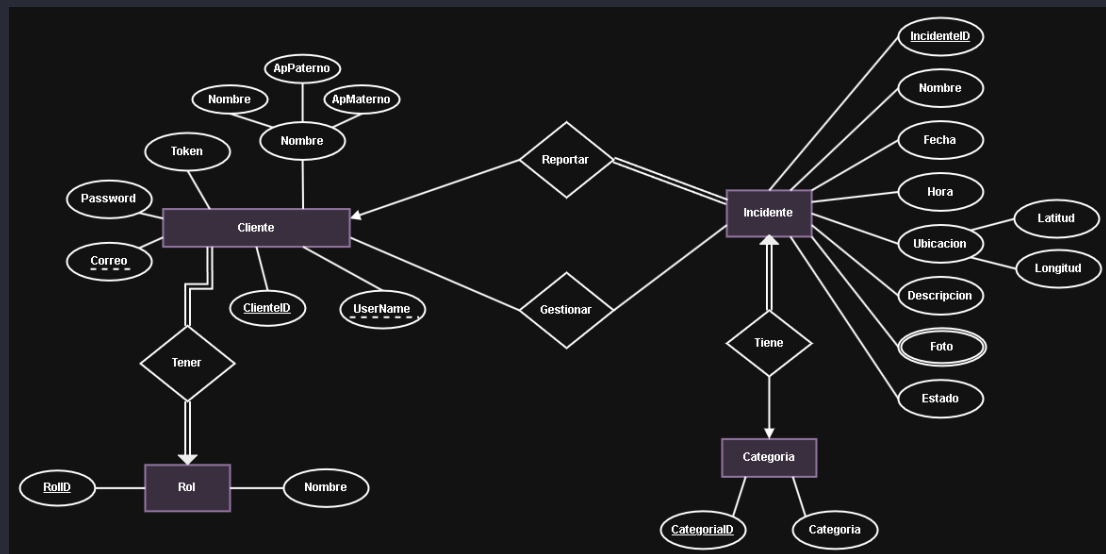 IncidenteID
ApPaterno
Nombre
ApMaterno
Nombre
Nombre
Token
Fecha
Reportar
Password
Hora
Incidente
Latitud
Cliente
Ubicacion
Correo
Longitud
Descripcion
ClienteID
UserName
Gestionar
Tiene
Foto
Tener
Estado
Categoria
RolID
Rol
Nombre
CategoriaID
Categoria